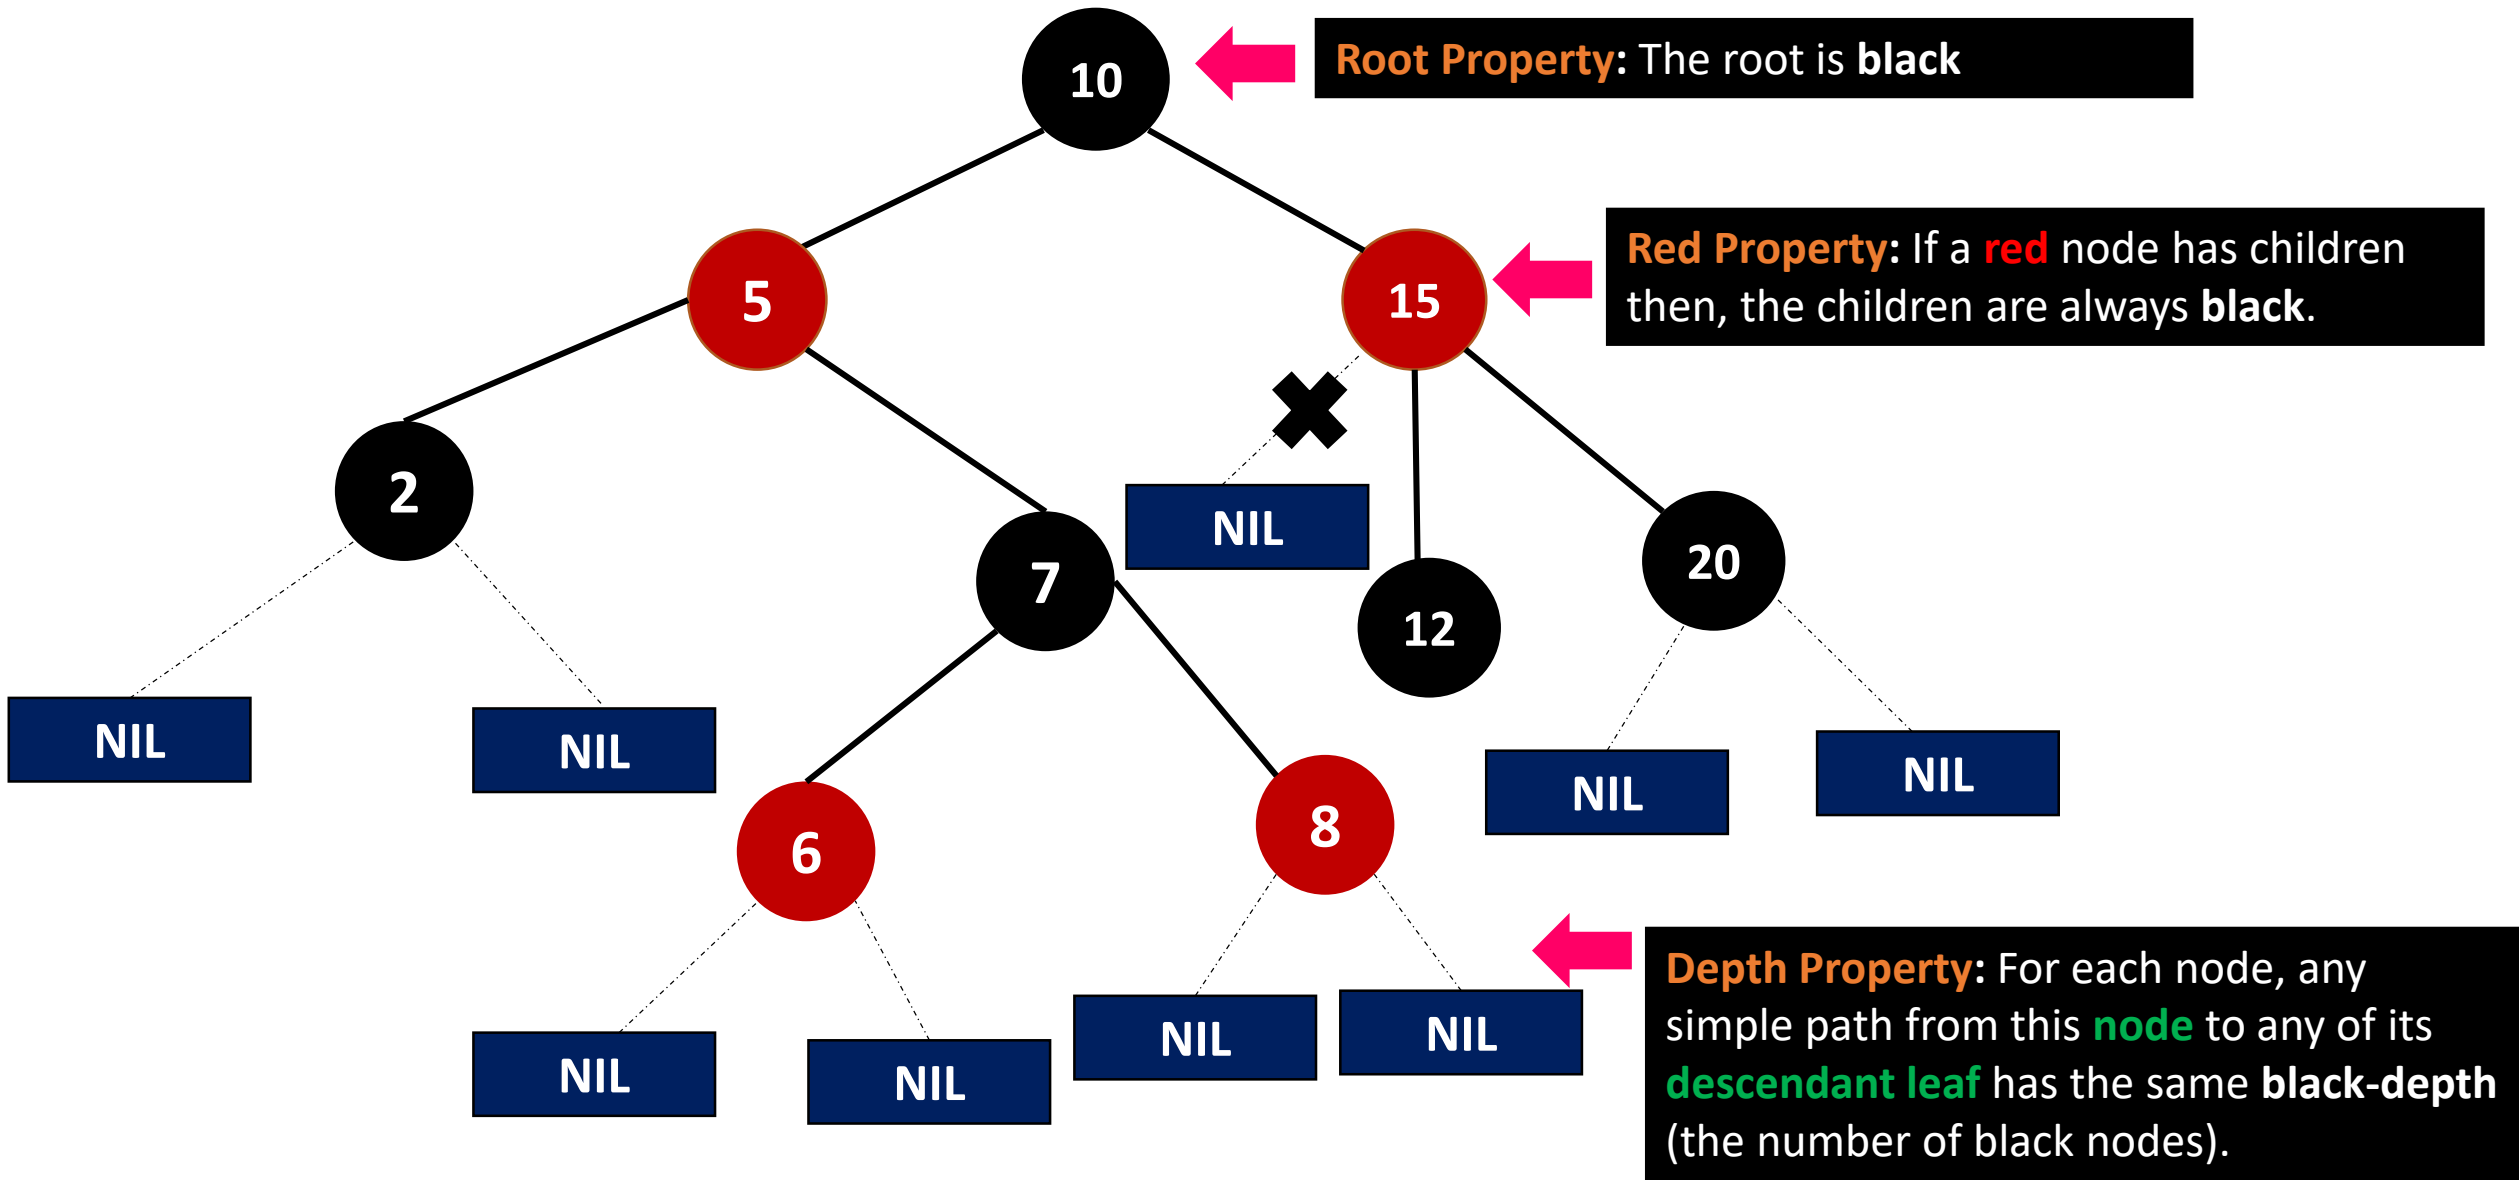 10
Root Property: The root is black
5
15
Red Property: If a red node has children
then, the children are always black.
2
NIL
7
20
12
NIL
NIL
NIL
NIL
6
8
Depth Property: For each node, any
simple path from this node to any of its
descendant leaf has the same black-depth
(the number of black nodes).
NIL
NIL
NIL
NIL